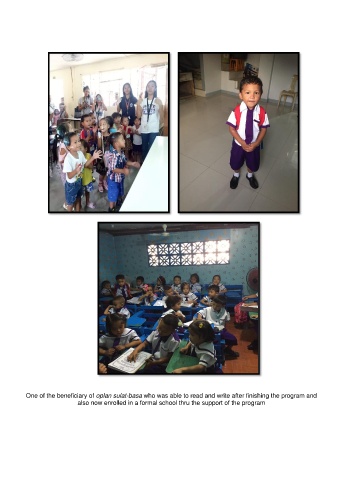 One of the beneficiary of oplan sulat-basa who was able to read and write after finishing the program and
also now enrolled in a formal school thru the support of the program